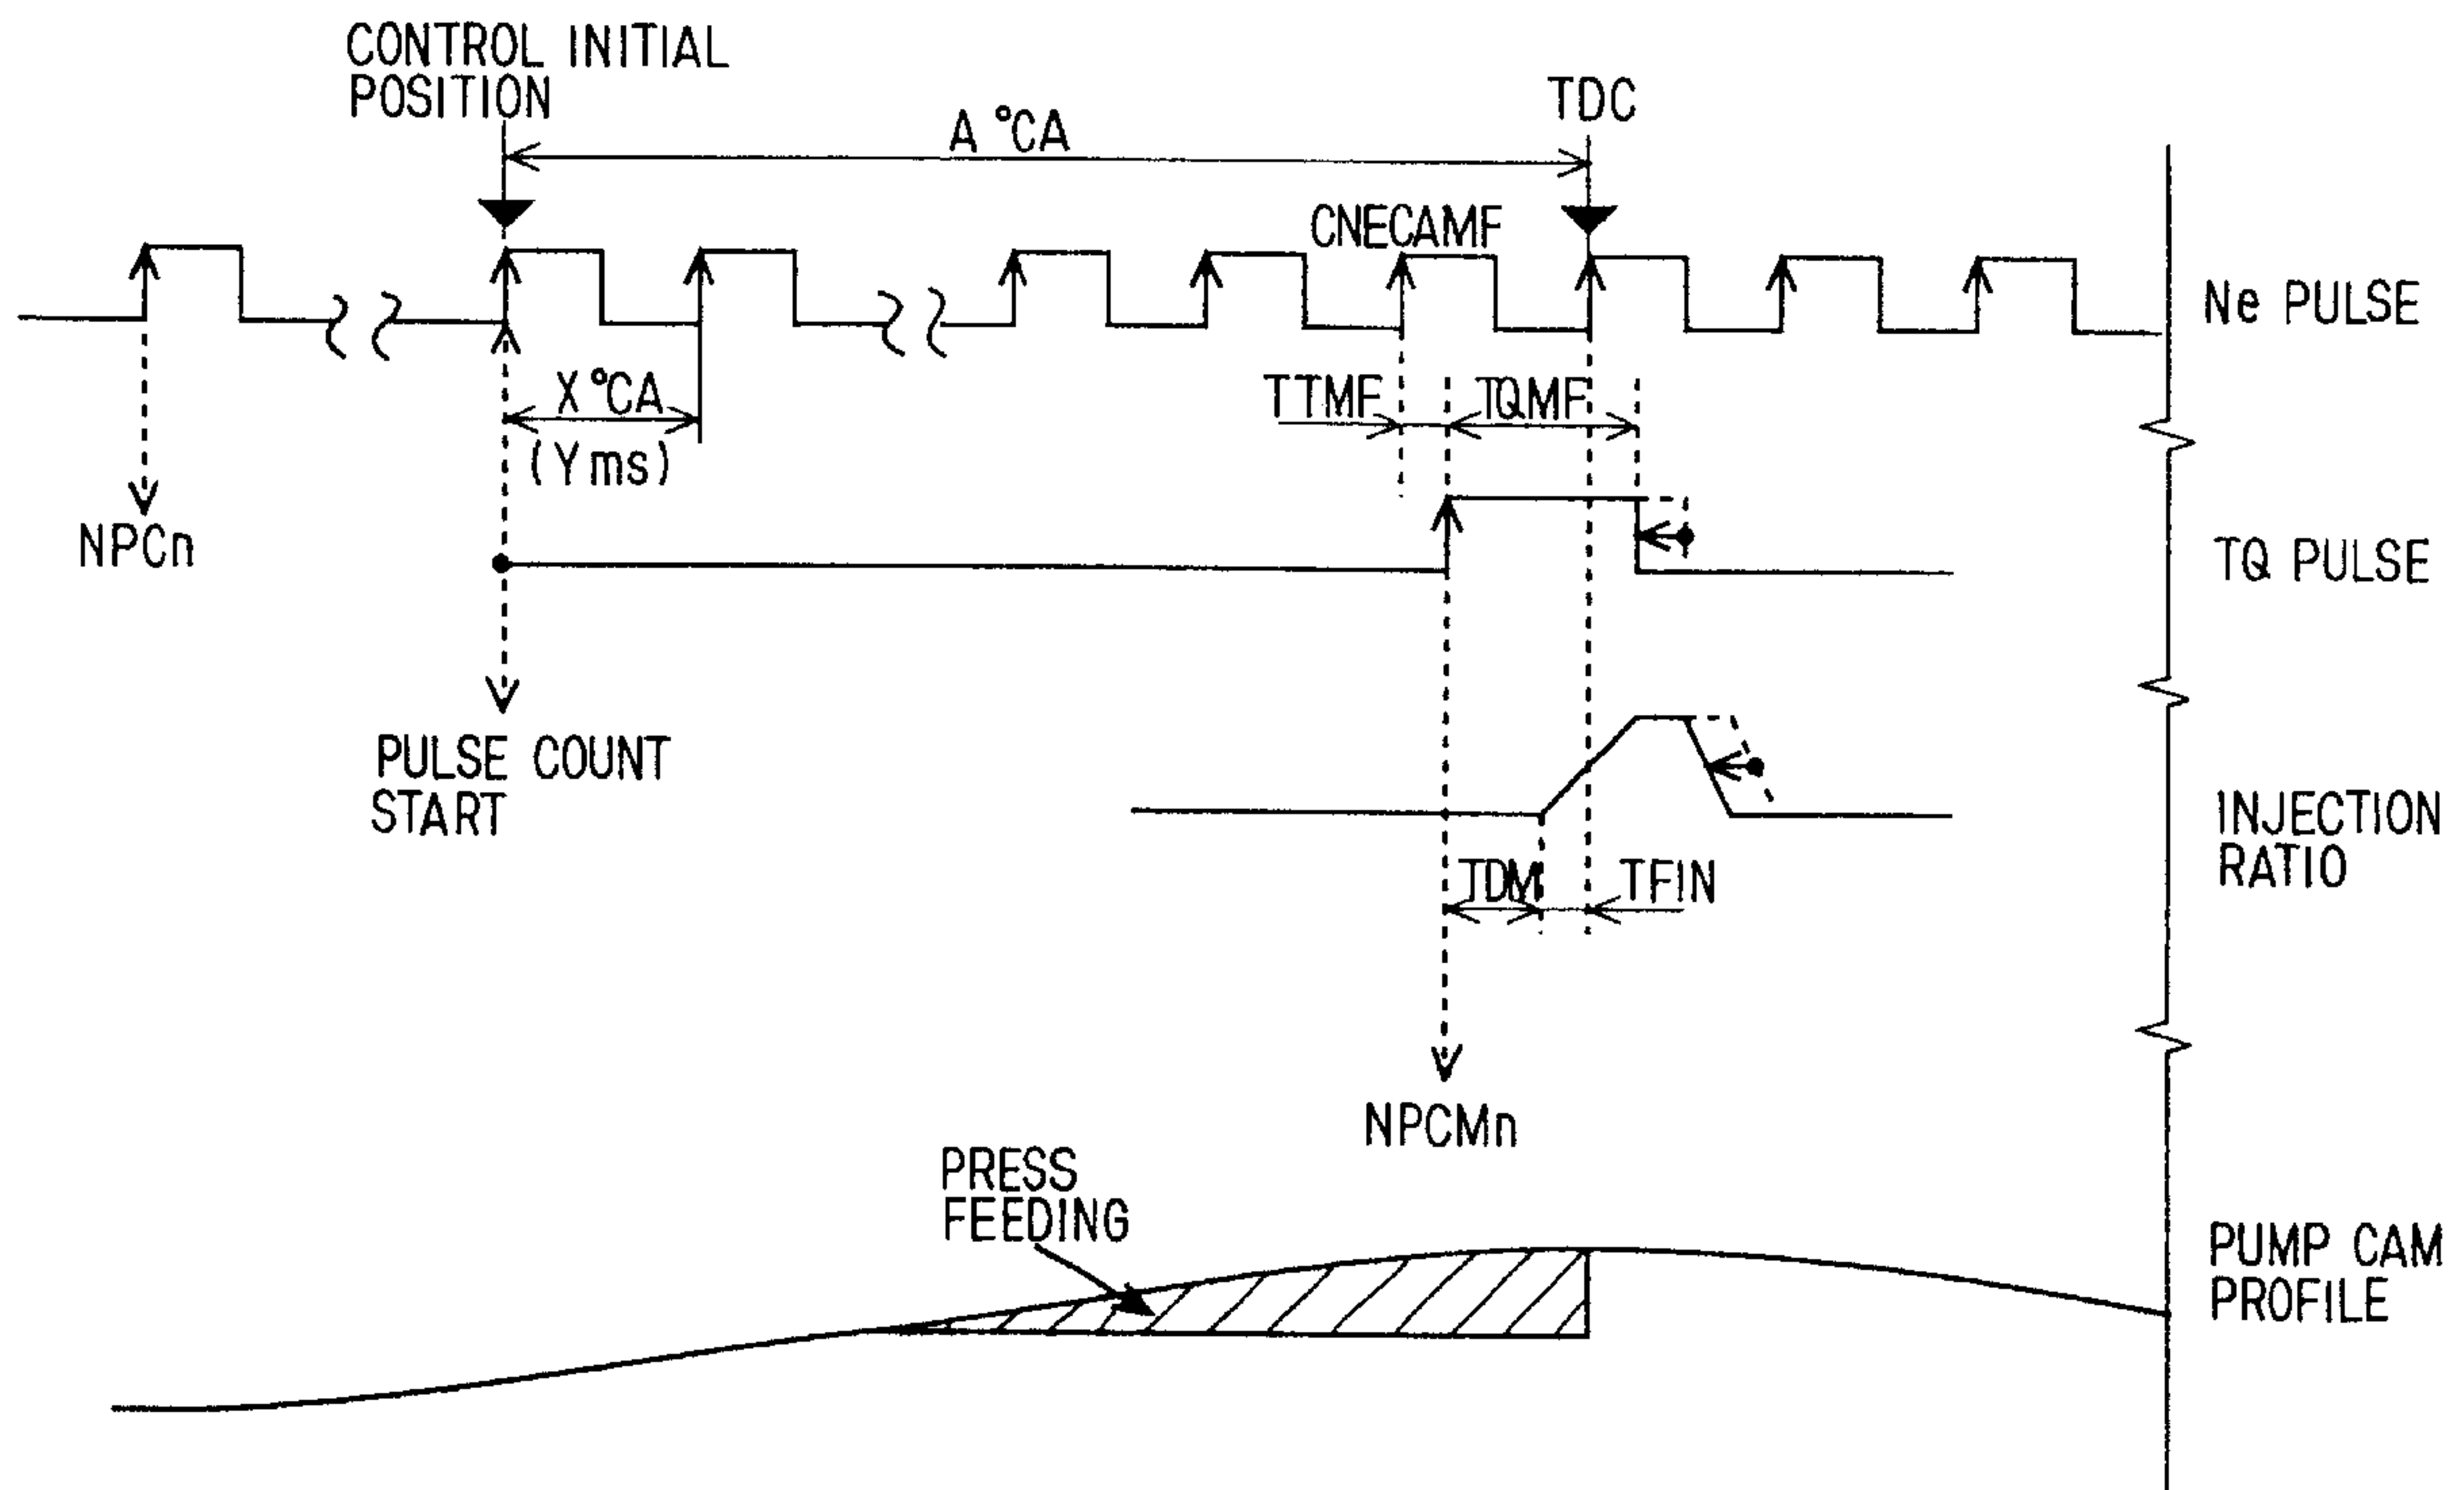 CONTROL INITIAL
POSITION
TDC
A °CA
CNECAMF
Ne PULSE
X °CA
(Y ms)
TTMF
TQMF
NPCn
TQ PULSE
PULSE COUNT
START
INJECTION
RATIO
TDM
TFIN
NPCMn
PRESS
FEEDING
PUMP CAM
PROFILE